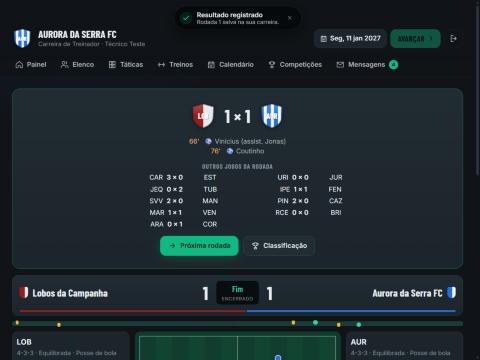 Resultado registrado
Rodada 1 salva na sua carreira.
AURORA DA SERRA FC
Carreira de Treinador · Técnico Teste
Seg, 11 jan 2027
AVANÇAR
Painel
Elenco
Táticas
Treinos
Calendário
Competições
Mensagens 4
LOB 1 × 1 AUR
66' Vinícius (assist. Jonas)
76' Coutinho
OUTROS JOGOS DA RODADA
CAR 3 × 0 EST
URI 0 × 0 JUR
JEQ 0 × 2 TUB
IPE 1 × 1 FEN
SVV 2 × 0 MAN
PIN 2 × 0 CAZ
MAR 1 × 1 VEN
RCE 0 × 0 BRI
ARA 0 × 1 COR
Próxima rodada
Classificação
Lobos da Campanha 1
Fim
ENCERRADO
1 Aurora da Serra FC
LOB
4-3-3 · Equilibrada · Posse de bola
AUR
4-3-3 · Equilibrada · Posse de bola